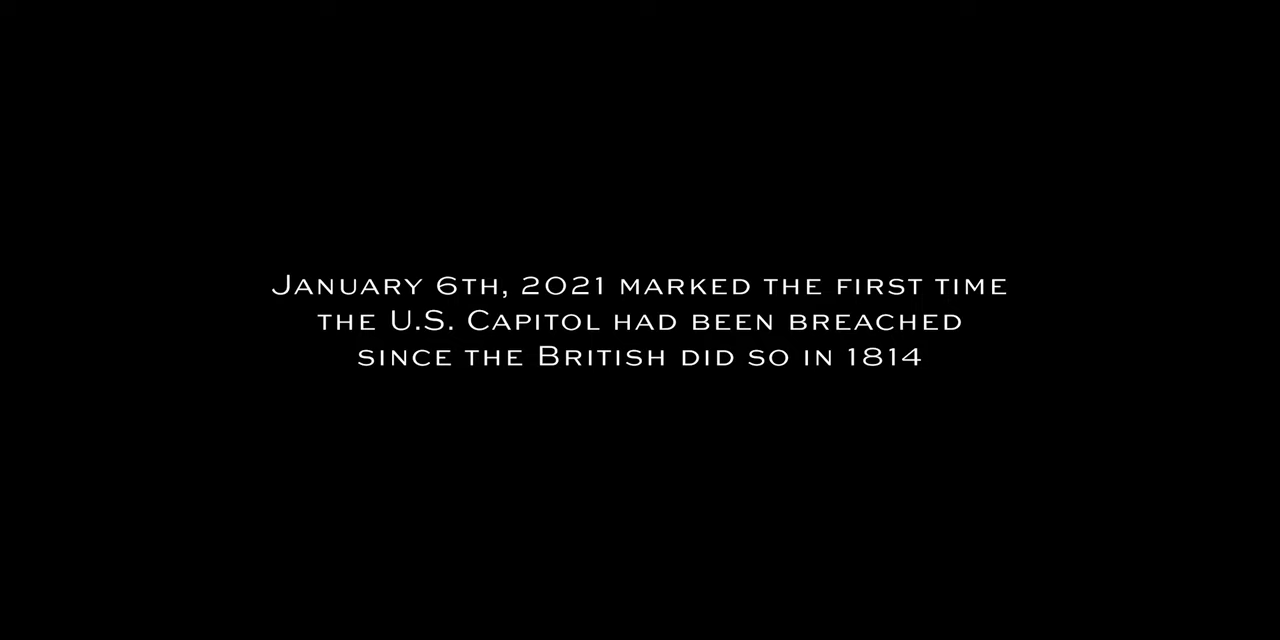 January 6th, 2021 marked the first time
the U.S. Capitol had been breached
since the British did so in 1814